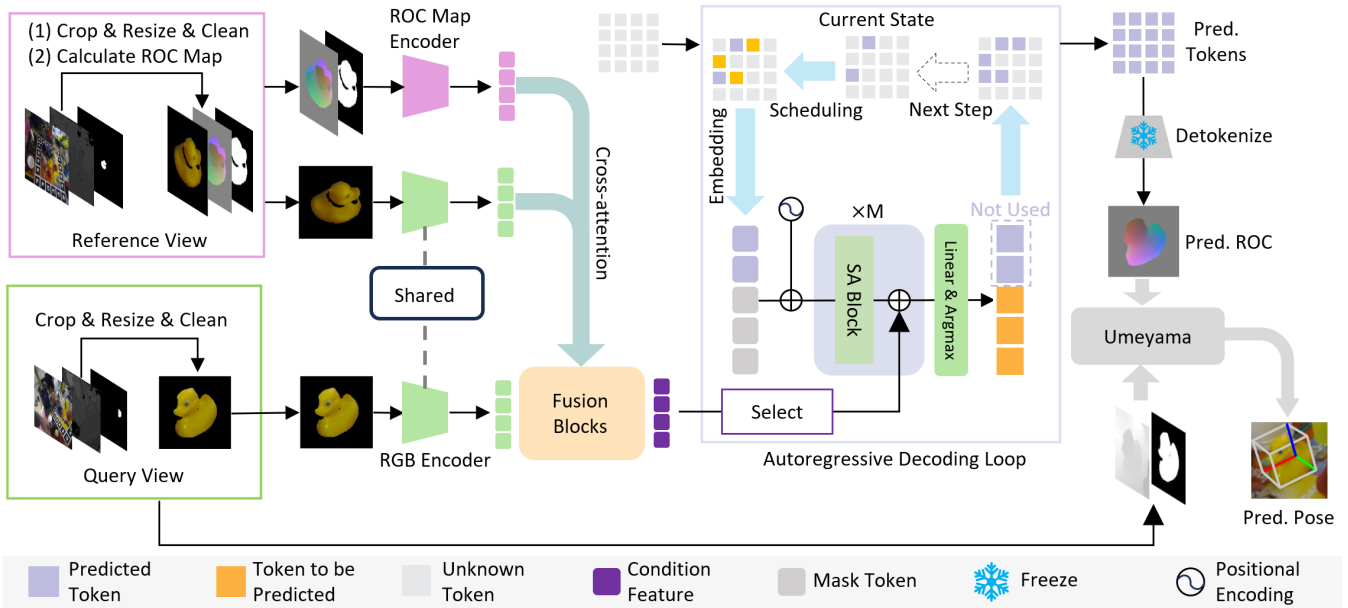 (1) Crop & Resize & Clean
(2) Calculate ROC Map
Reference View
ROC Map
Encoder
Shared
Crop & Resize & Clean
Query View
RGB Encoder
Cross-attention
Fusion
Blocks
Current State
Scheduling
Next Step
Embedding
×M
Not Used
SA Block
Linear & Argmax
Select
Autoregressive Decoding Loop
Pred.
Tokens
Detokenize
Pred. ROC
Umeyama
Pred. Pose
Predicted
Token
Token to be
Predicted
Unknown
Token
Condition
Feature
Mask Token
Freeze
Positional
Encoding